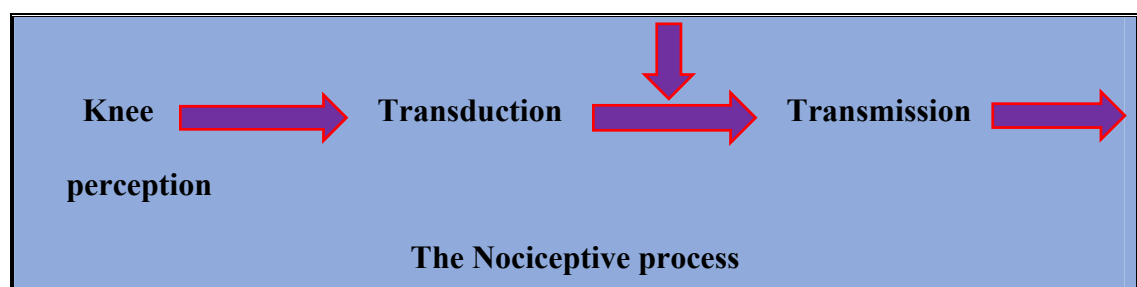 Knee Transduction Transmission
perception
The Nociceptive process